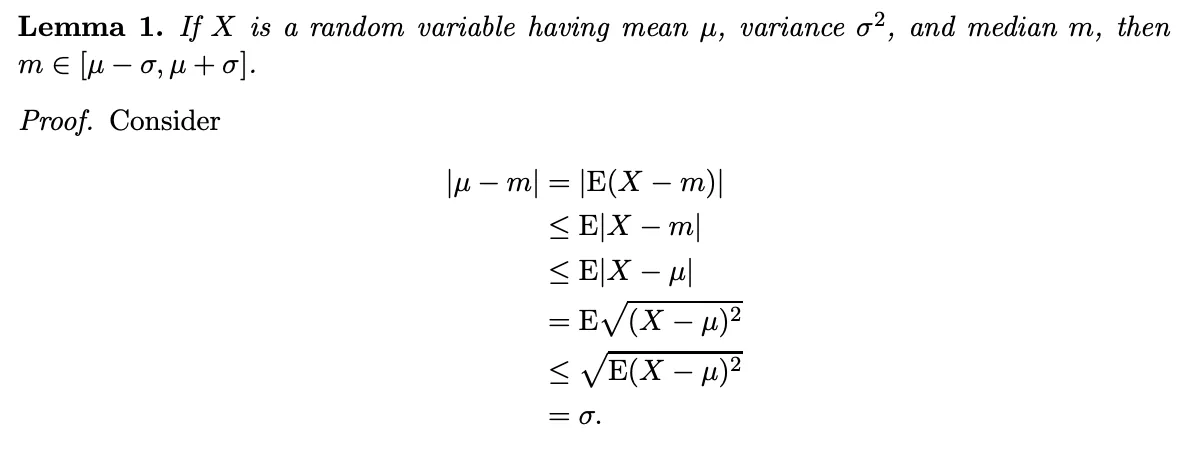 Lemma 1. If X is a random variable having mean μ, variance σ², and median m, then
m ∈ [μ − σ, μ + σ].
Proof. Consider
|μ − m| = |E(X − m)|
≤ E|X − m|
≤ E|X − μ|
= E√(X − μ)²
≤ √E(X − μ)²
= σ.